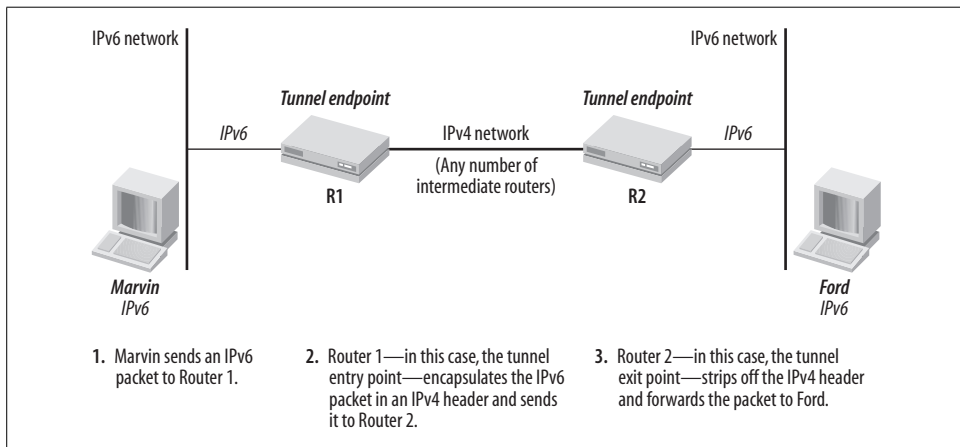 IPv6 network
IPv6 network
Tunnel endpoint
Tunnel endpoint
IPv6
IPv4 network
IPv6
(Any number of
intermediate routers)
R1
R2
Marvin
IPv6
Ford
IPv6
1. Marvin sends an IPv6
packet to Router 1.
2. Router 1—in this case, the tunnel
entry point—encapsulates the IPv6
packet in an IPv4 header and sends
it to Router 2.
3. Router 2—in this case, the tunnel
exit point—strips off the IPv4 header
and forwards the packet to Ford.